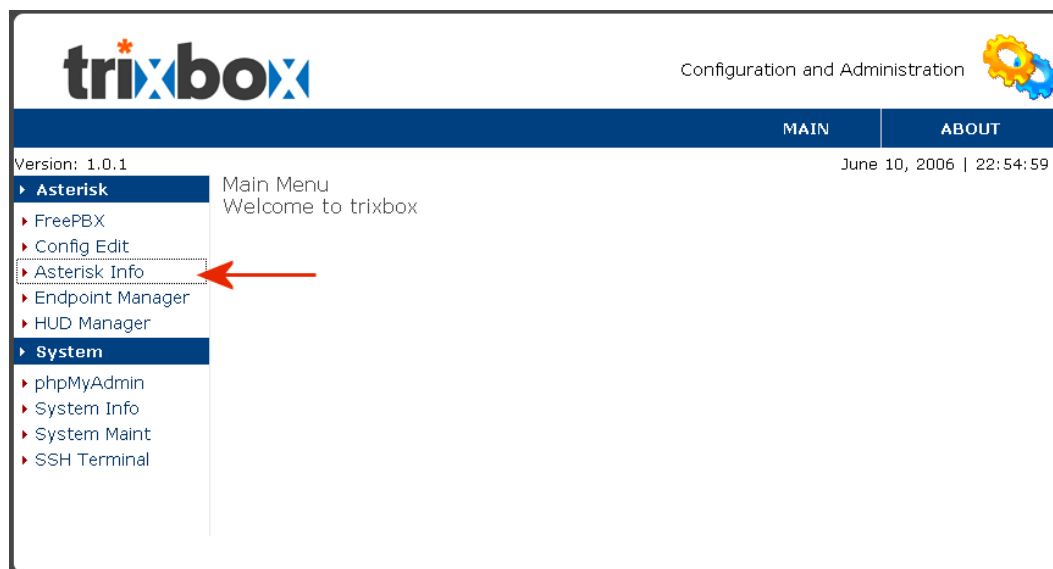 trixbox
Configuration and Administration
MAIN ABOUT
Version: 1.0.1
June 10, 2006 | 22:54:59
Asterisk
FreePBX
Config Edit
Asterisk Info
Endpoint Manager
HUD Manager
System
phpMyAdmin
System Info
System Maint
SSH Terminal
Main Menu
Welcome to trixbox